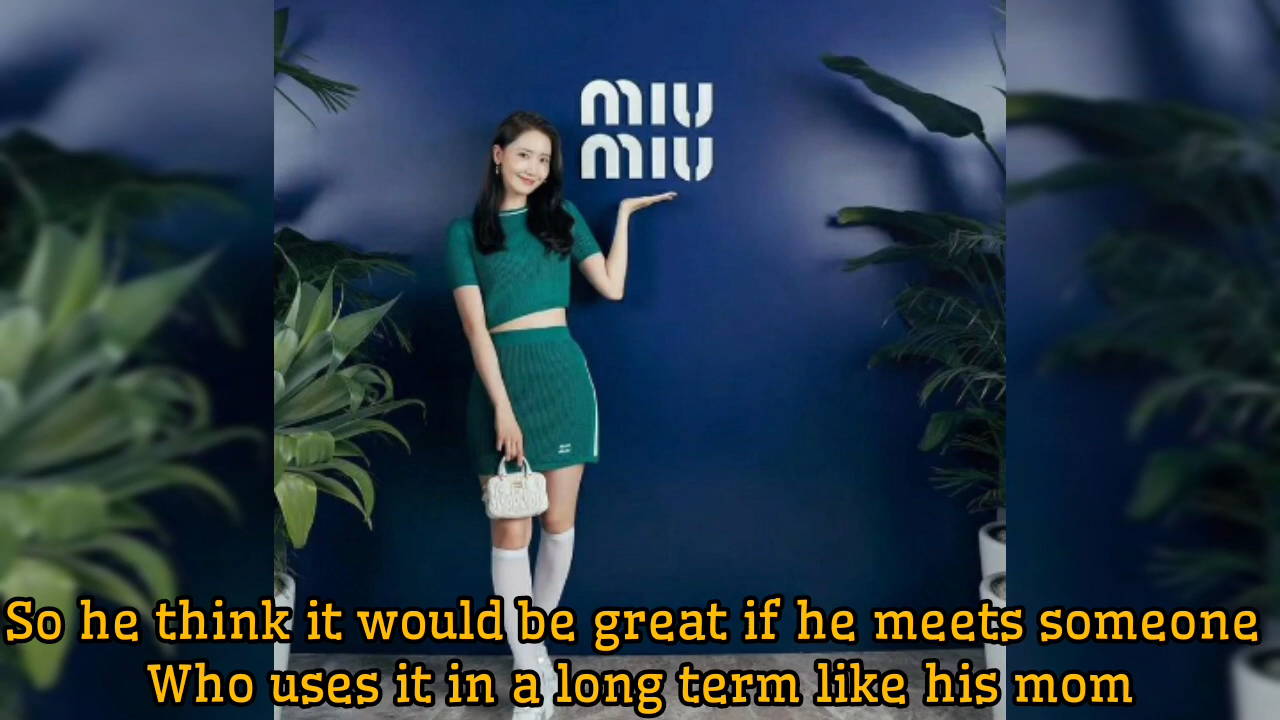 miu
miu
So he think it would be great if he meets someone
Who uses it in a long term like his mom